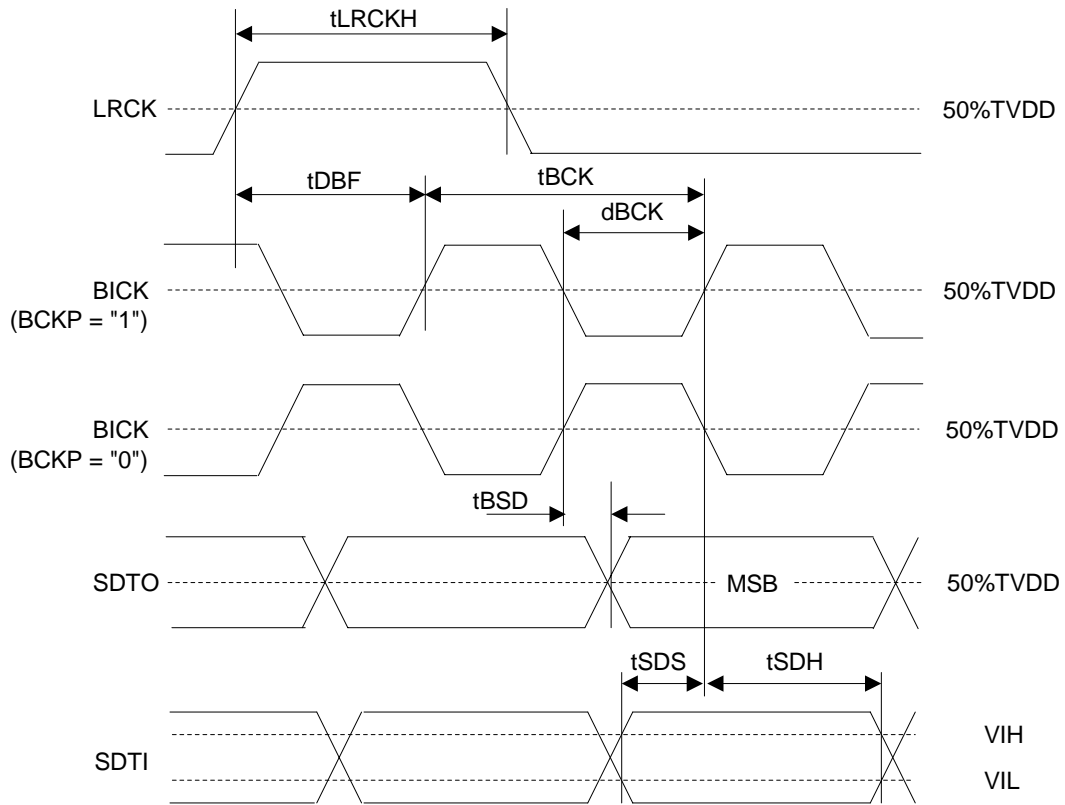 tLRCKH
LRCK
50%TVDD
tDBF
tBCK
dBCK
BICK
(BCKP = "1")
50%TVDD
BICK
(BCKP = "0")
50%TVDD
tBSD
SDTO
MSB
50%TVDD
tSDS
tSDH
SDTI
VIH
VIL